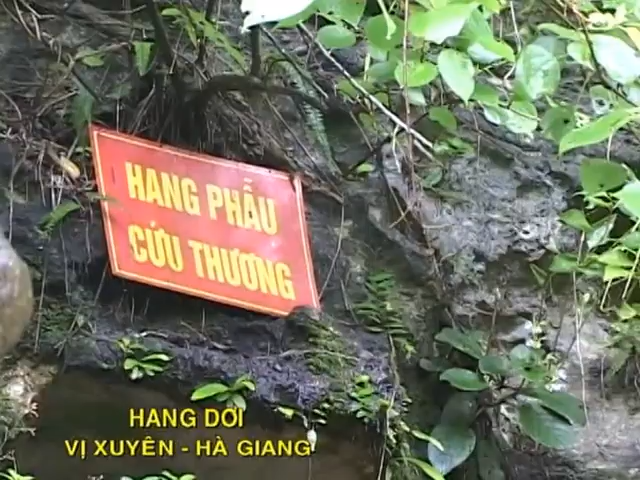 HANG PHẪU
CỨU THƯƠNG
HANG DƠI
VỊ XUYÊN - HÀ GIANG